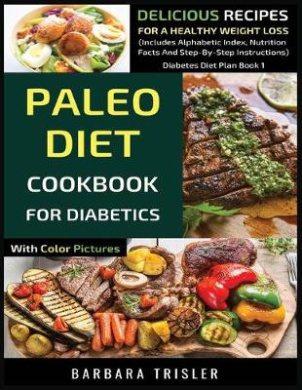 DELICIOUS RECIPES
FOR A HEALTHY WEIGHT LOSS
(Includes Alphabetic Index, Nutrition
Facts And Step-By-Step Instructions)
Diabetes Diet Plan Book 1
PALEO
DIET
COOKBOOK
FOR DIABETICS
With Color Pictures
BARBARA TRISLER